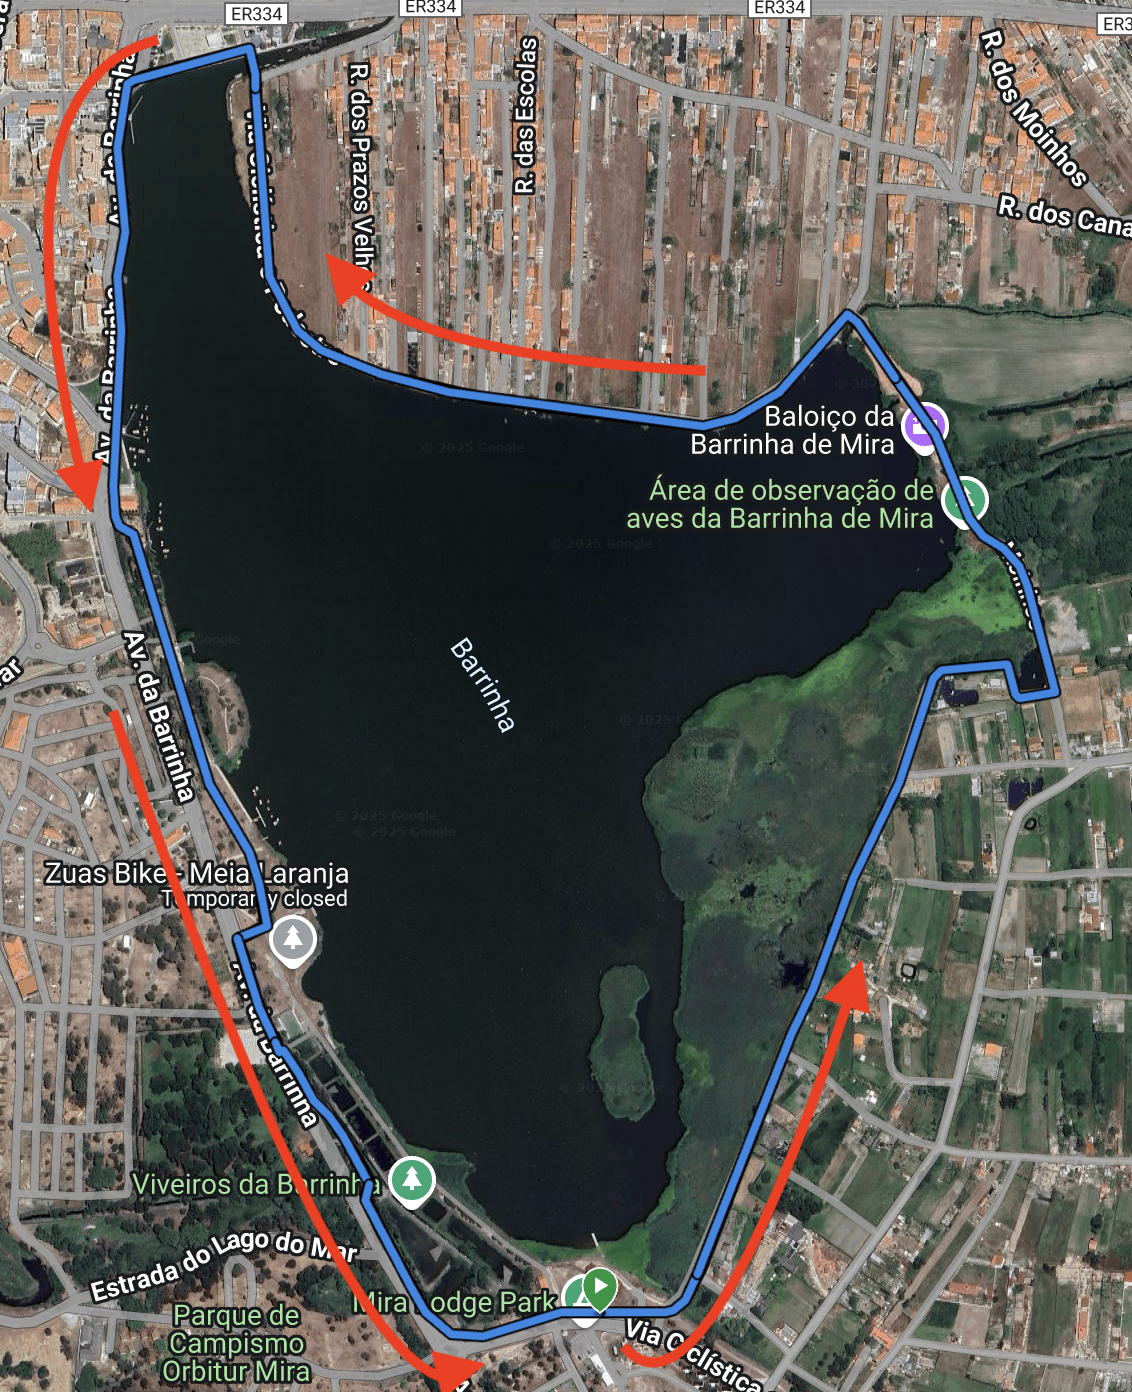 ER334
ER334
ER334
ER3
R. dos Prazos Velh
R. das Escolas
R. dos Moinhos
R. dos Cana
Av. da Barrinha
Av. da Barrinha
Baloiço da
Barrinha de Mira
© 2025 Google
Área de observação de
aves da Barrinha de Mira
© 2025 Google
Google
Av. da Barrinha
Barrinha
© 2025 G
© 2025 Google
© 2025 Google
Zuas Bike - Meia Laranja
Temporarily closed
Av. da Barrinha
Viveiros da Barrinha
Estrada do Lago do Mar
Mira Lodge Park
Parque de
Campismo
Orbitur Mira
Via Ciclística